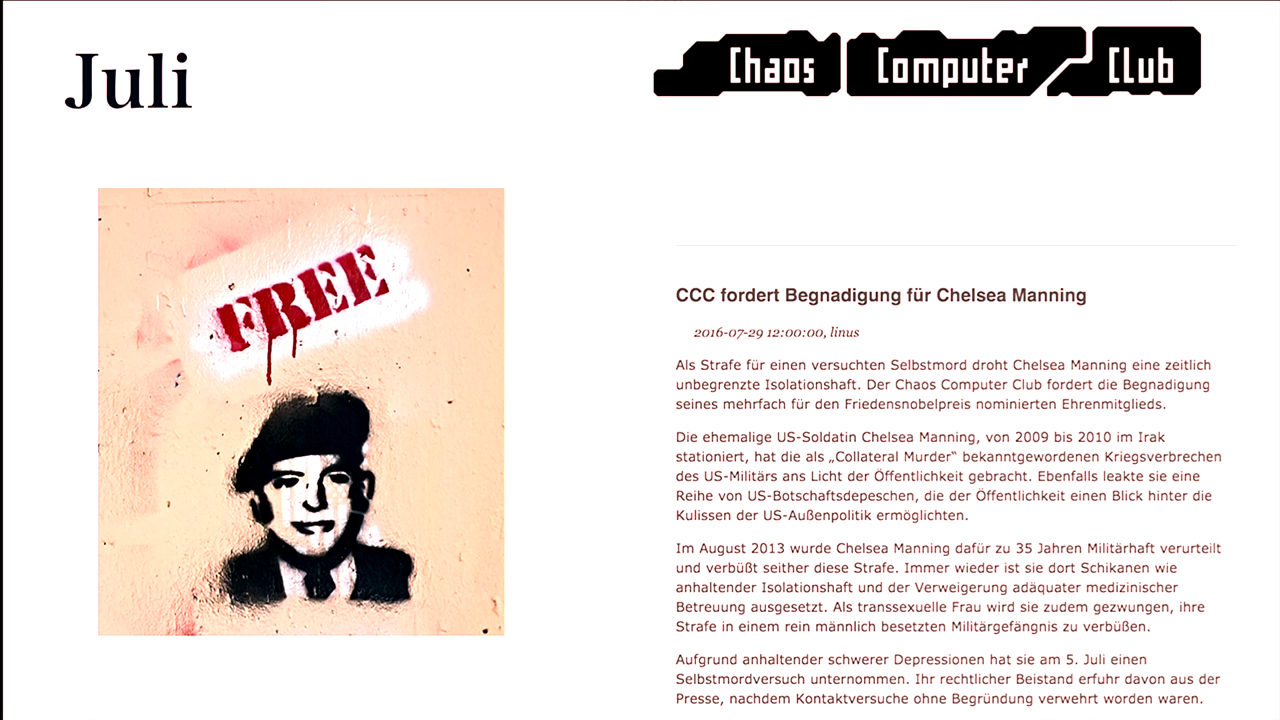 Juli
Chaos Computer Club
FREE
CCC fordert Begnadigung für Chelsea Manning
2016-07-29 12:00:00, linus
Als Strafe für einen versuchten Selbstmord droht Chelsea Manning eine zeitlich
unbegrenzte Isolationshaft. Der Chaos Computer Club fordert die Begnadigung
seines mehrfach für den Friedensnobelpreis nominierten Ehrenmitglieds.
Die ehemalige US-Soldatin Chelsea Manning, von 2009 bis 2010 im Irak
stationiert, hat die als „Collateral Murder“ bekanntgewordenen Kriegsverbrechen
des US-Militärs ans Licht der Öffentlichkeit gebracht. Ebenfalls leakte sie eine
Reihe von US-Botschaftsdepeschen, die der Öffentlichkeit einen Blick hinter die
Kulissen der US-Außenpolitik ermöglichten.
Im August 2013 wurde Chelsea Manning dafür zu 35 Jahren Militärhaft verurteilt
und verbüßt seither diese Strafe. Immer wieder ist sie dort Schikanen wie
anhaltender Isolationshaft und der Verweigerung adäquater medizinischer
Betreuung ausgesetzt. Als transsexuelle Frau wird sie zudem gezwungen, ihre
Strafe in einem rein männlich besetzten Militärgefängnis zu verbüßen.
Aufgrund anhaltender schwerer Depressionen hat sie am 5. Juli einen
Selbstmordversuch unternommen. Ihr rechtlicher Beistand erfuhr davon aus der
Presse, nachdem Kontaktversuche ohne Begründung verwehrt worden waren.